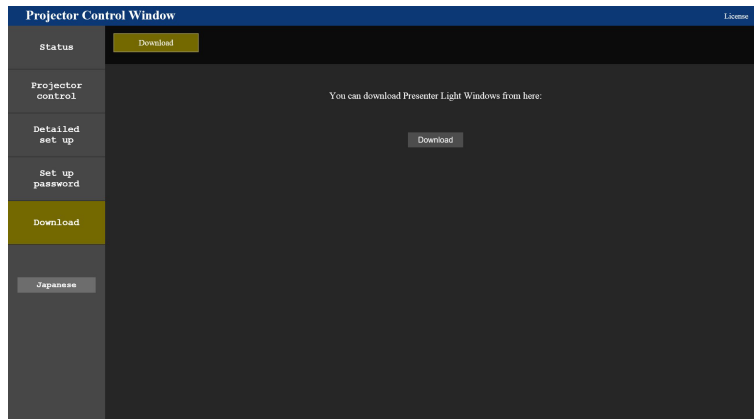 Projector Control Window
License
Status
Download
Projector
control
You can download Presenter Light Windows from here:
Detailed
set up
Download
Set up
password
Download
Japanese